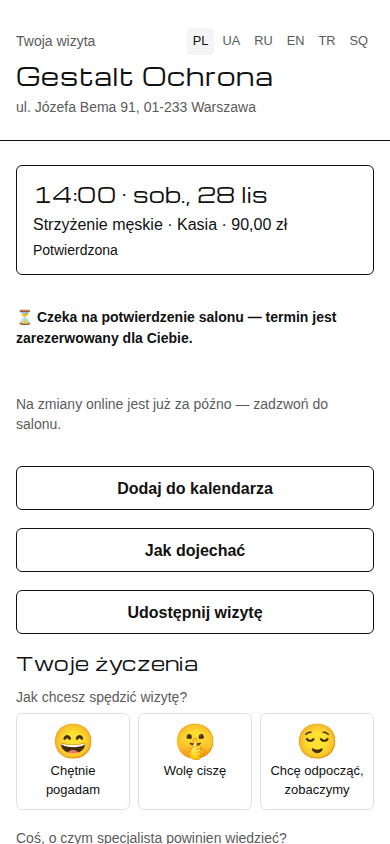 Twoja wizyta
PL UA RU EN TR SQ
Gestalt Ochrona
ul. Józefa Bema 91, 01-233 Warszawa
14:00 · sob., 28 lis
Strzyżenie męskie · Kasia · 90,00 zł
Potwierdzona
⏳ Czeka na potwierdzenie salonu — termin jest
zarezerwowany dla Ciebie.
Na zmiany online jest już za późno — zadzwoń do
salonu.
Dodaj do kalendarza
Jak dojechać
Udostępnij wizytę
Twoje życzenia
Jak chcesz spędzić wizytę?
Chętnie
pogadam
Wolę ciszę
Chcę odpocząć,
zobaczymy
Coś, o czym specjalista powinien wiedzieć?